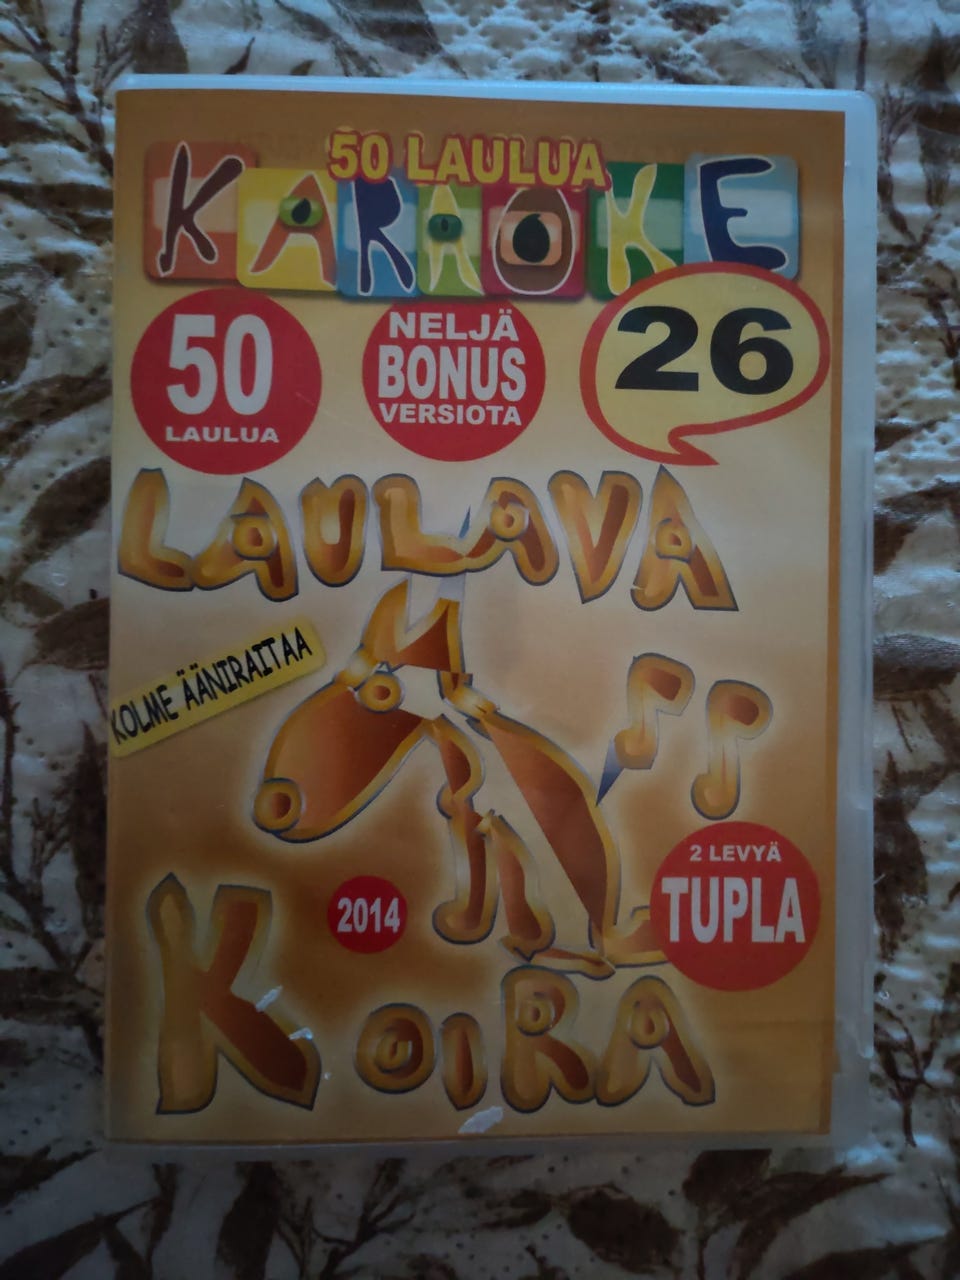 50 LAULUA
KARAOKE
50
LAULUA
NELJÄ
BONUS
VERSIOTA
26
LAULAVA
KOLME ÄÄNIRAITAA
2 LEVYÄ
TUPLA
2014
KOIRA